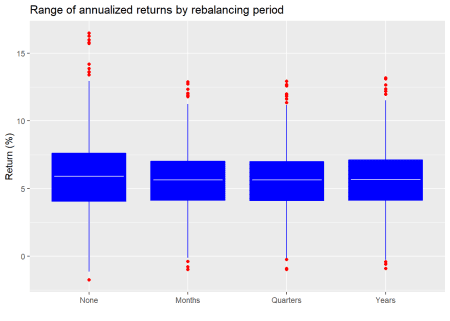 Range of annualized returns by rebalancing period
Return (%)
15
10
5
0
None Months Quarters Years